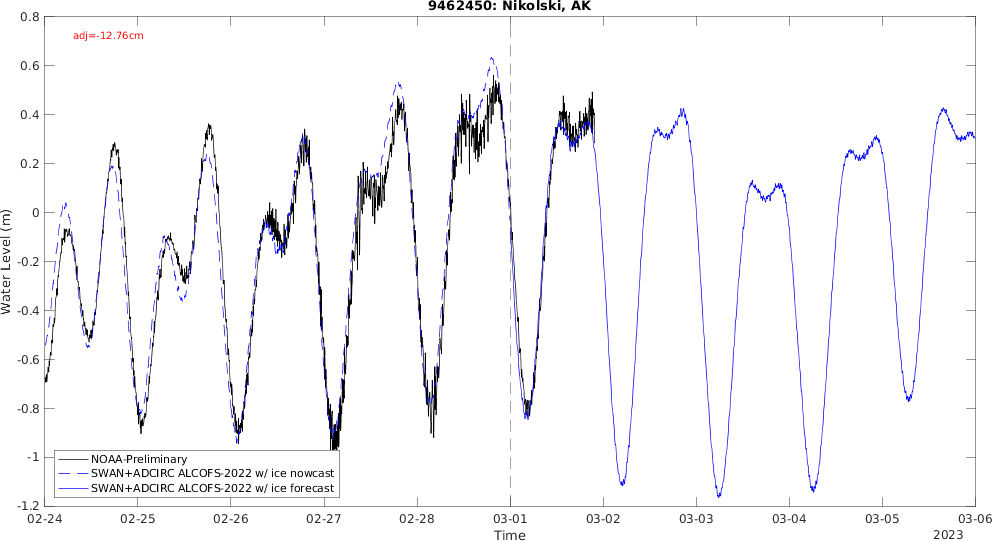 9462450: Nikolski, AK
adj=-12.76cm
0.8
0.6
0.4
0.2
0
-0.2
-0.4
-0.6
-0.8
-1
-1.2
Water Level (m)
NOAA-Preliminary
SWAN+ADCIRC ALCOFS-2022 w/ ice nowcast
SWAN+ADCIRC ALCOFS-2022 w/ ice forecast
02-24 02-25 02-26 02-27 02-28 03-01 03-02 03-03 03-04 03-05 03-06
Time
2023